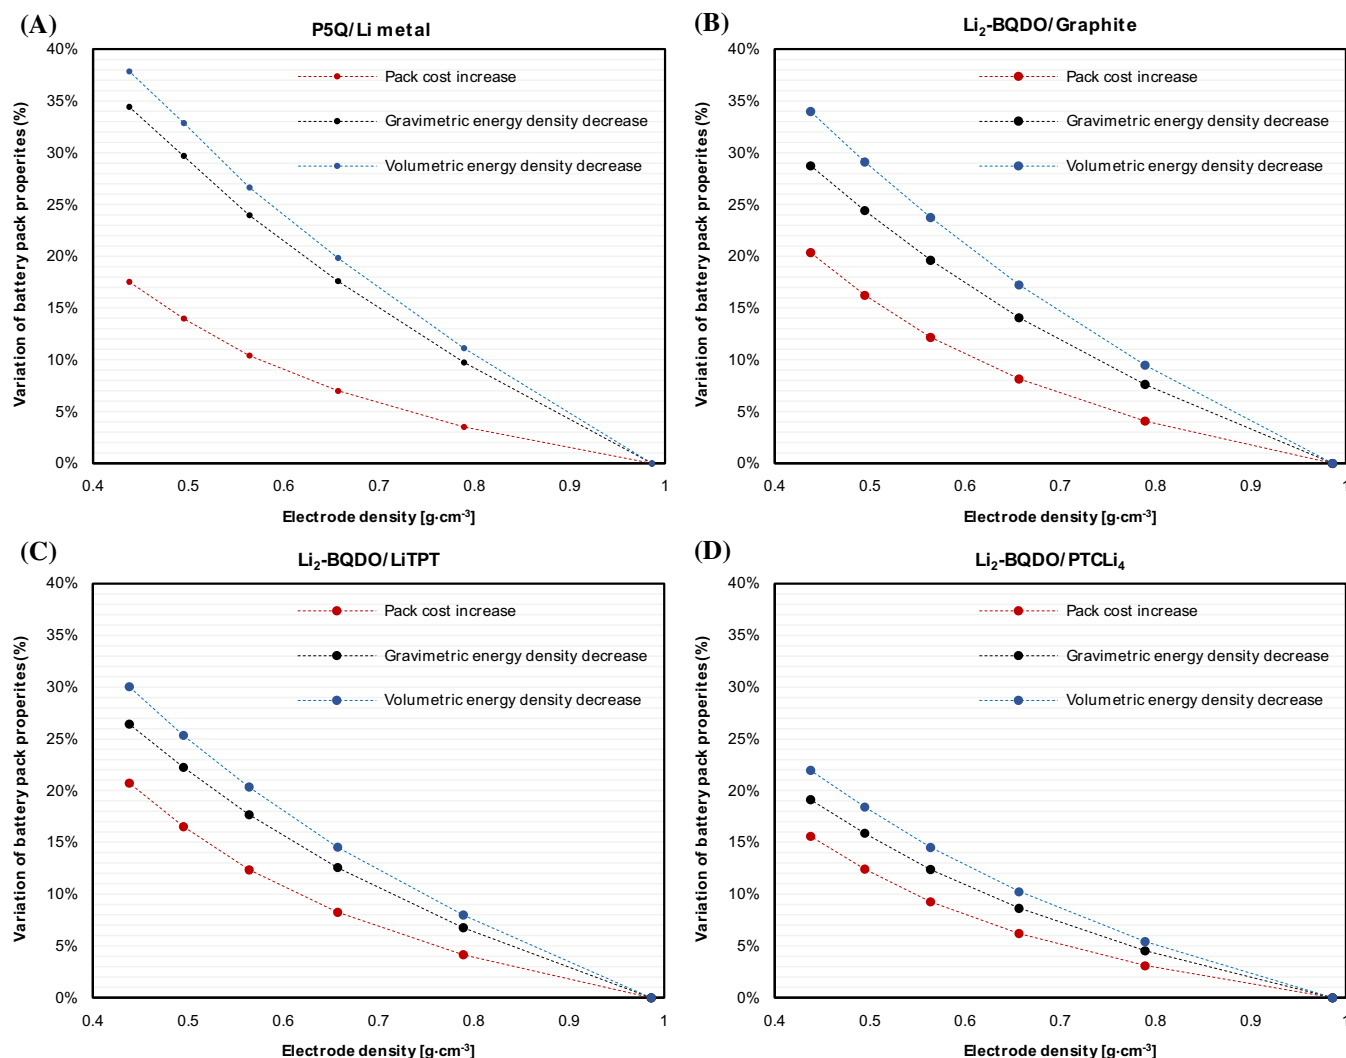 (A)
P5Q/Li metal
40%
35%
30%
25%
20%
15%
10%
5%
0%
Variation of battery pack properites (%)
Pack cost increase
Gravimetric energy density decrease
Volumetric energy density decrease
0.4 0.5 0.6 0.7 0.8 0.9 1
Electrode density [g·cm-3]
(B)
Li2-BQDO/Graphite
40%
35%
30%
25%
20%
15%
10%
5%
0%
Variation of battery pack properites (%)
Pack cost increase
Gravimetric energy density decrease
Volumetric energy density decrease
0.4 0.5 0.6 0.7 0.8 0.9 1
Electrode density [g·cm-3]
(C)
Li2-BQDO/LiTPT
40%
35%
30%
25%
20%
15%
10%
5%
0%
Variation of battery pack properites (%)
Pack cost increase
Gravimetric energy density decrease
Volumetric energy density decrease
0.4 0.5 0.6 0.7 0.8 0.9 1
Electrode density [g·cm-3]
(D)
Li2-BQDO/PTCLi4
40%
35%
30%
25%
20%
15%
10%
5%
0%
Variation of battery pack properites (%)
Pack cost increase
Gravimetric energy density decrease
Volumetric energy density decrease
0.4 0.5 0.6 0.7 0.8 0.9 1
Electrode density [g·cm-3]